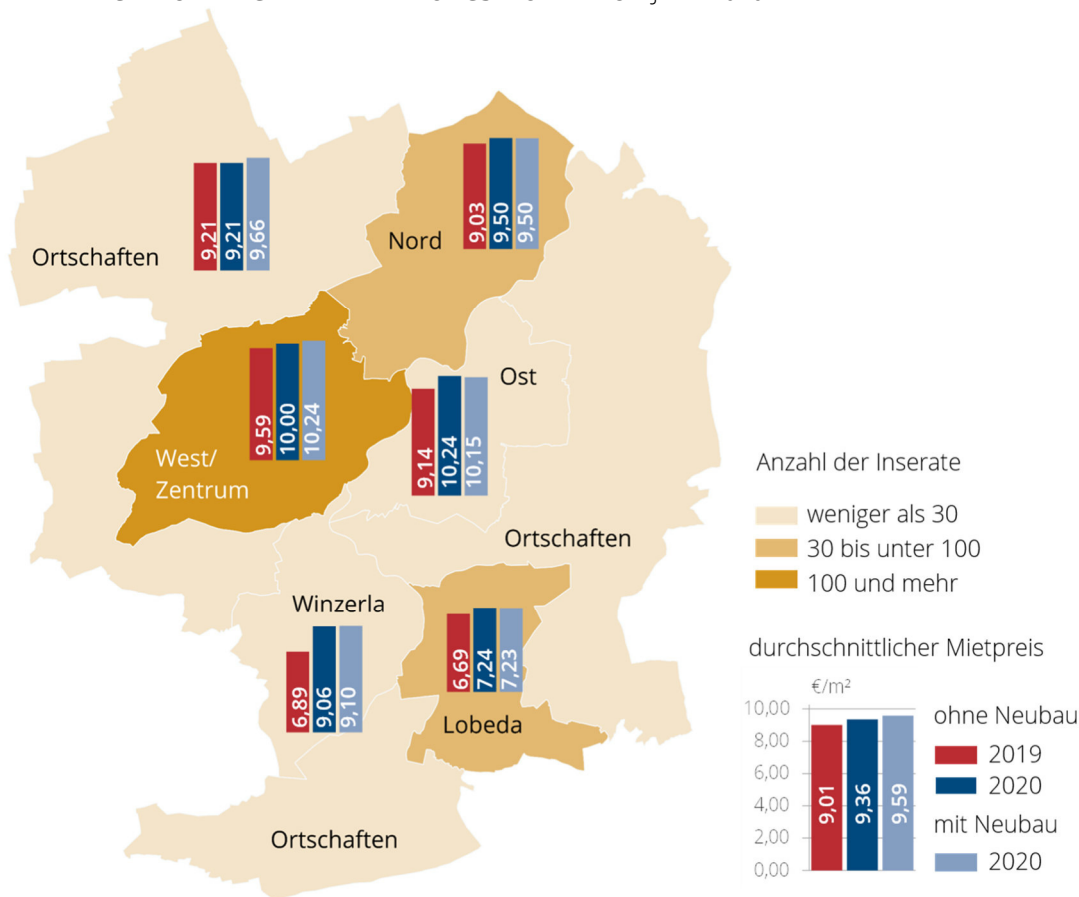 Ortschaften
9,21
9,21
9,66
Nord
9,03
9,50
9,50
West/
Zentrum
9,59
10,00
10,24
Ost
9,14
10,24
10,15
Ortschaften
Winzerla
6,89
9,06
9,10
Lobeda
6,69
7,24
7,23
Ortschaften
Anzahl der Inserate
weniger als 30
30 bis unter 100
100 und mehr
durchschnittlicher Mietpreis
€/m²
10,00
8,00
6,00
4,00
2,00
0,00
9,01
9,36
9,59
ohne Neubau
2019
2020
mit Neubau
2020